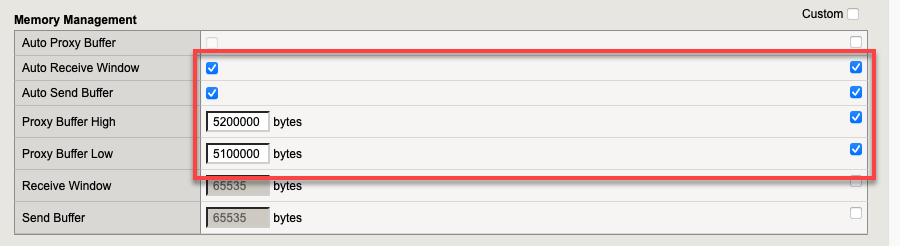 Memory Management
Custom
Auto Proxy Buffer
Auto Receive Window
Auto Send Buffer
Proxy Buffer High 5200000 bytes
Proxy Buffer Low 5100000 bytes
Receive Window 65535 bytes
Send Buffer 65535 bytes